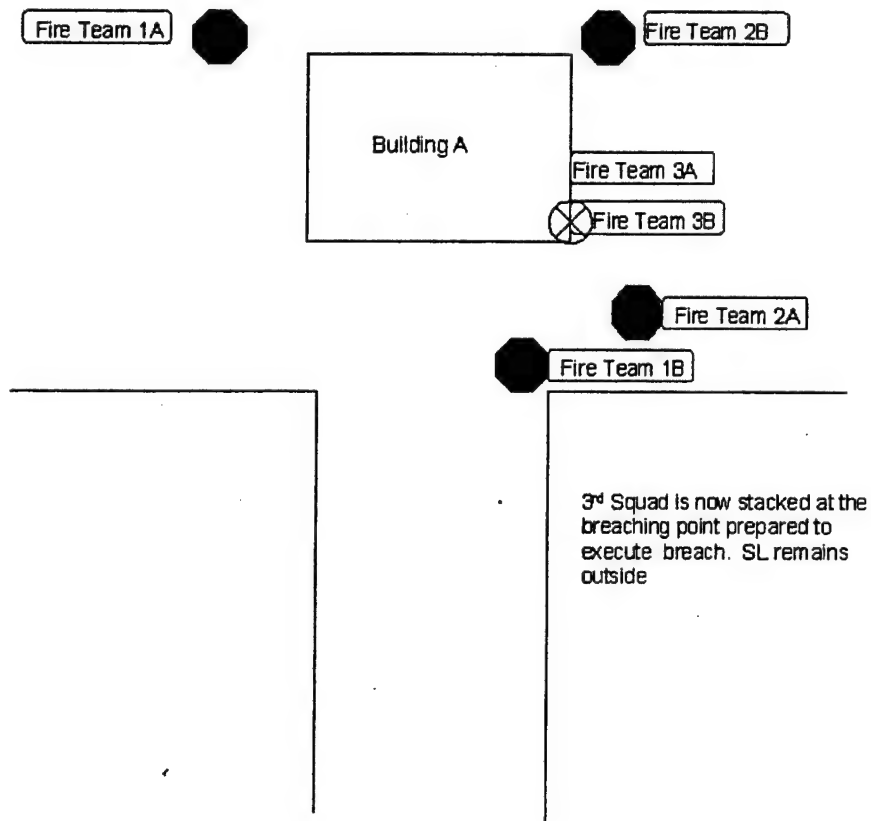 Fire Team 1A
Fire Team 2B
Building A
Fire Team 3A
Fire Team 3B
Fire Team 2A
Fire Team 1B
3rd Squad is now stacked at the
breaching point prepared to
execute breach. SL remains
outside